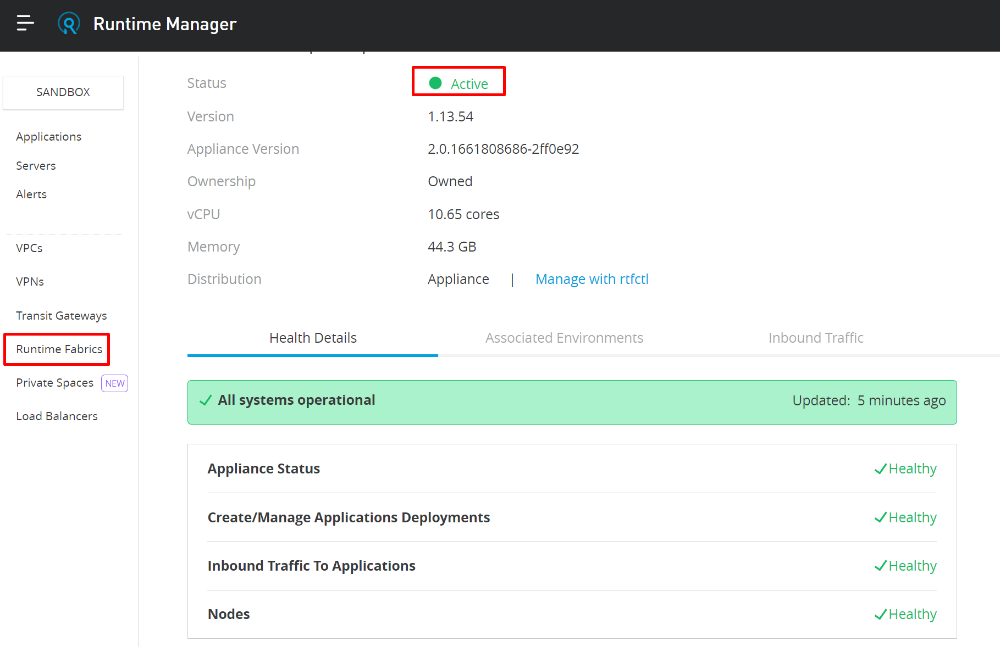 Runtime Manager
SANDBOX
Applications
Servers
Alerts
VPCs
VPNs
Transit Gateways
Runtime Fabrics
Private Spaces NEW
Load Balancers
Status Active
Version 1.13.54
Appliance Version 2.0.1661808686-2ff0e92
Ownership Owned
vCPU 10.65 cores
Memory 44.3 GB
Distribution Appliance | Manage with rtfctl
Health Details Associated Environments Inbound Traffic
All systems operational Updated: 5 minutes ago
Appliance Status Healthy
Create/Manage Applications Deployments Healthy
Inbound Traffic To Applications Healthy
Nodes Healthy